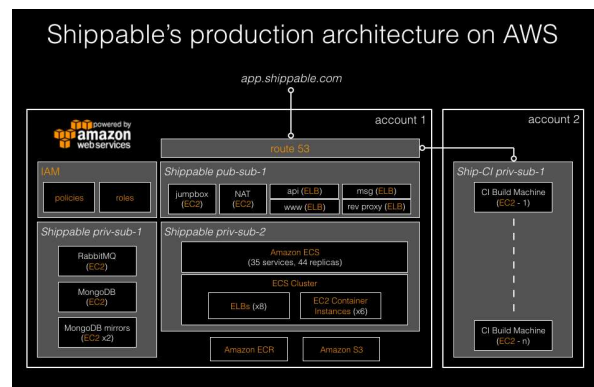 Shippable's production architecture on AWS
app.shippable.com
account 1
account 2
powered by
amazon
web services
route 53
IAM
policies
roles
Shippable pub-sub-1
jumpbox
(EC2)
NAT
(EC2)
api (ELB)
msg (ELB)
www (ELB)
rev proxy (ELB)
Ship-CI priv-sub-1
CI Build Machine
(EC2 - 1)
CI Build Machine
(EC2 - n)
Shippable priv-sub-1
RabbitMQ
(EC2)
MongoDB
(EC2)
MongoDB mirrors
(EC2 x2)
Shippable priv-sub-2
Amazon ECS
(35 services, 44 replicas)
ECS Cluster
ELBs (x8)
EC2 Container
Instances (x6)
Amazon ECR
Amazon S3